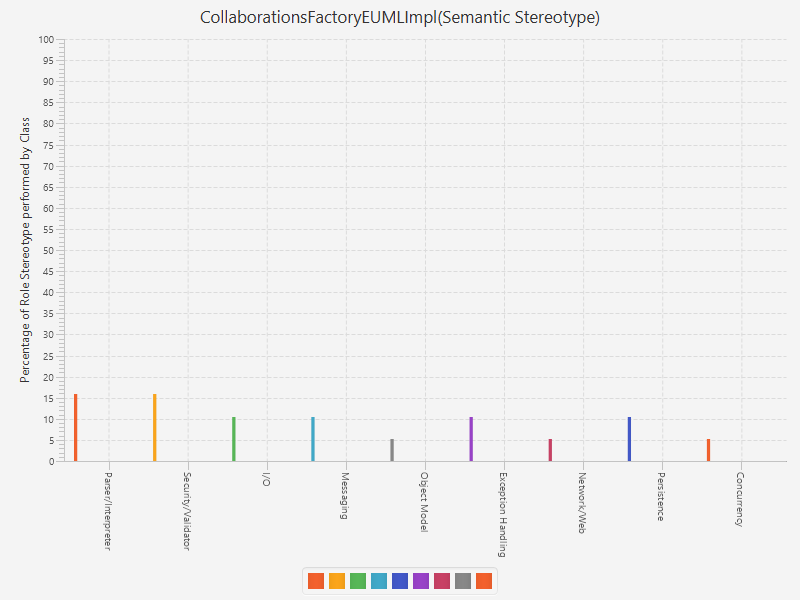 CollaborationsFactoryEUMLImpl(Semantic Stereotype)
Percentage of Role Stereotype performed by Class
100
95
90
85
80
75
70
65
60
55
50
45
40
35
30
25
20
15
10
5
0
Parser/Interpreter
Security/Validator
I/O
Messaging
Object Model
Exception Handling
Network/Web
Persistence
Concurrency